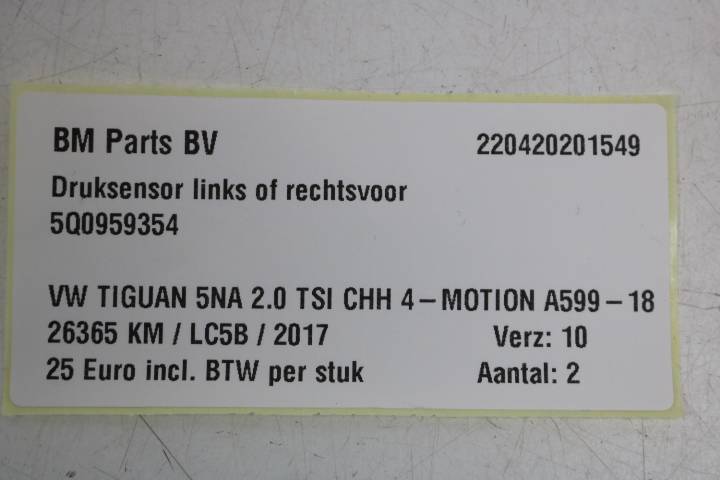 BM Parts BV 220420201549
Druksensor links of rechtsvoor
5Q0959354
VW TIGUAN 5NA 2.0 TSI CHH 4-MOTION A599-18
26365 KM / LC5B / 2017 Verz: 10
25 Euro incl. BTW per stuk Aantal: 2